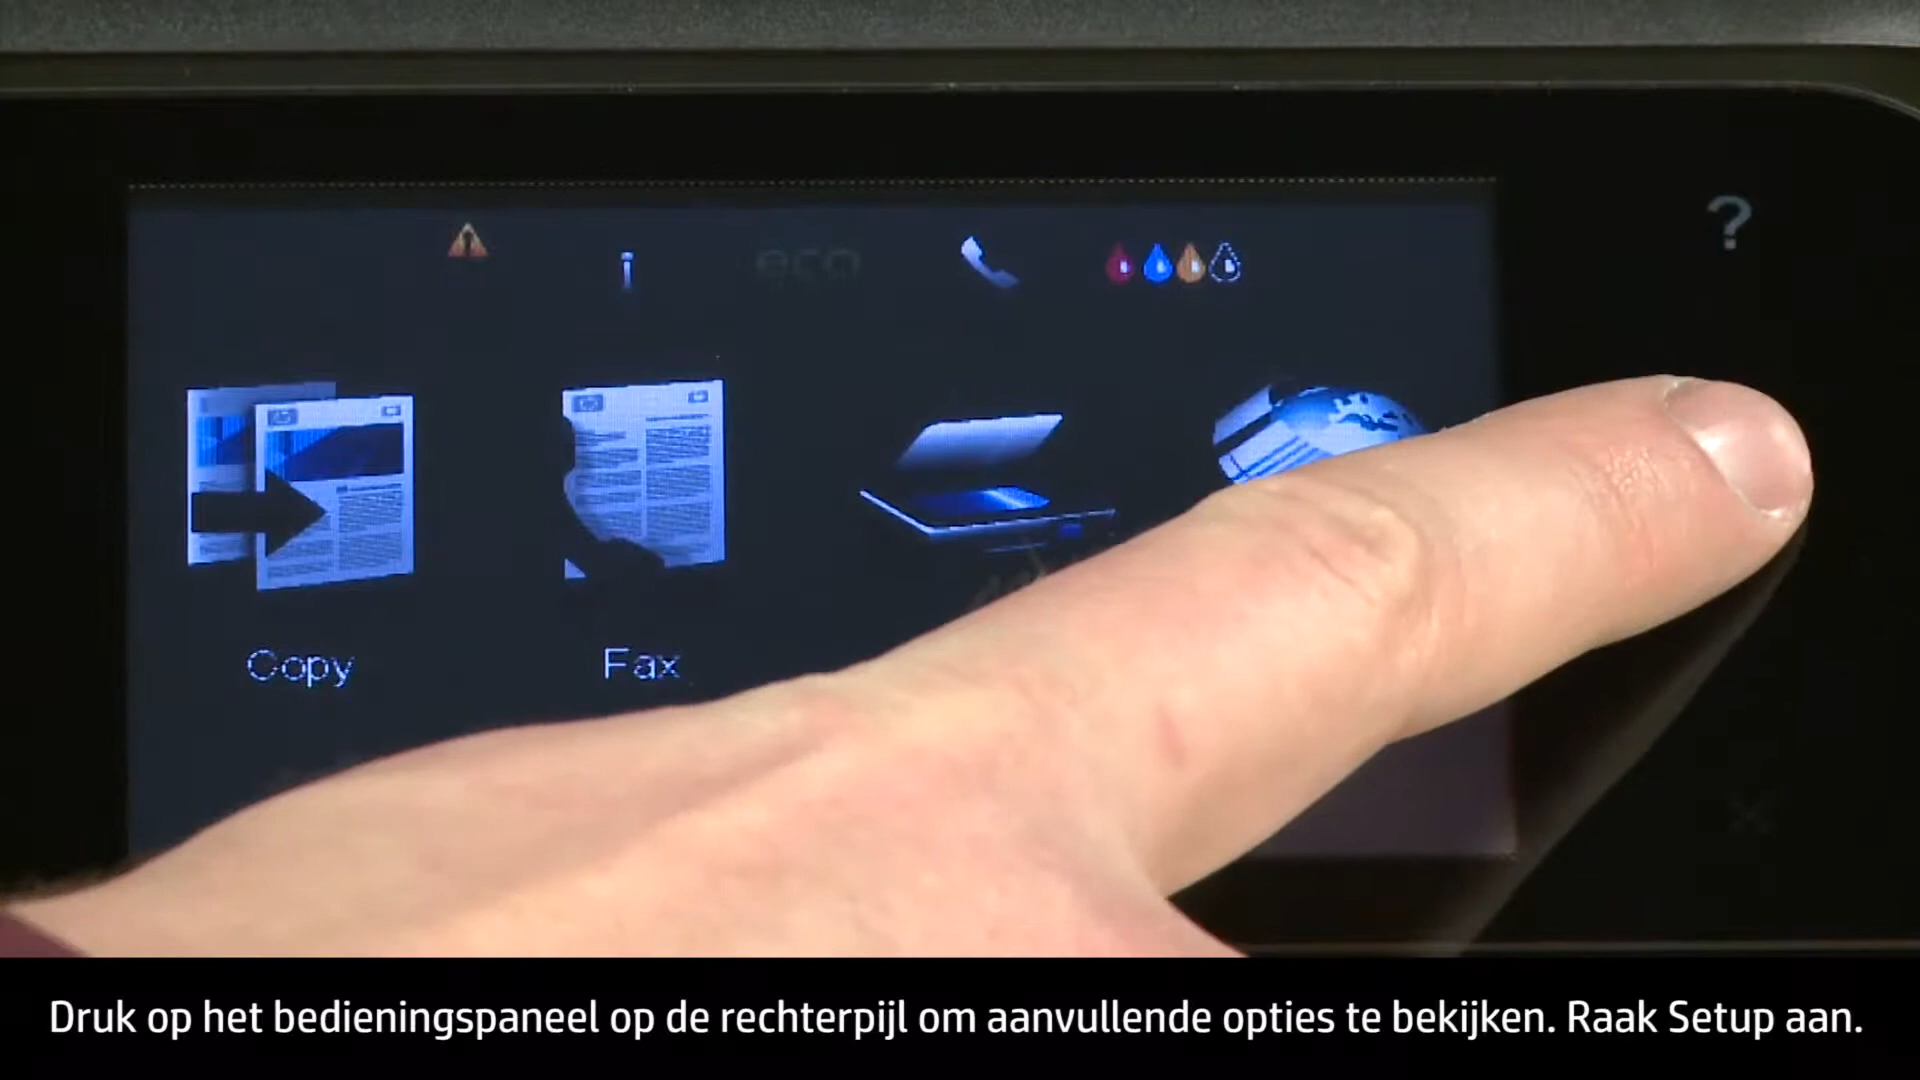 ?
i
eco
Copy
Fax
Druk op het bedieningspaneel op de rechterpijl om aanvullende opties te bekijken. Raak Setup aan.